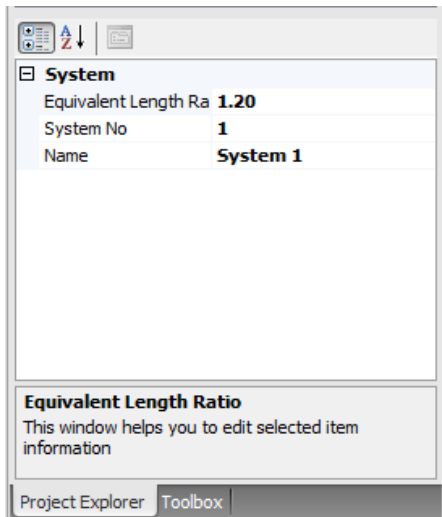 System
Equivalent Length Ra 1.20
System No 1
Name System 1
Equivalent Length Ratio
This window helps you to edit selected item
information
Project Explorer Toolbox